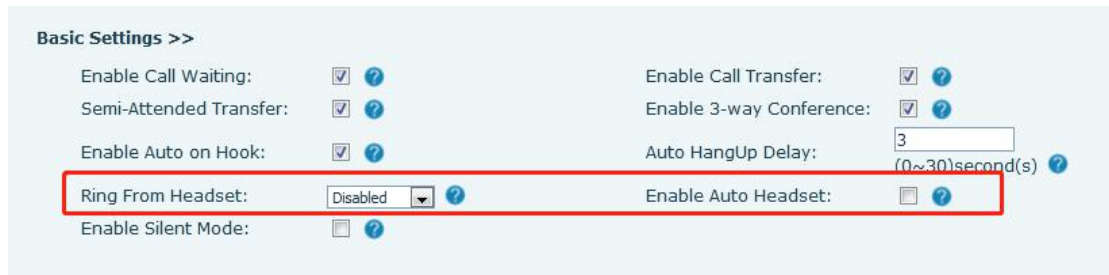 Basic Settings >>
Enable Call Waiting: ? Enable Call Transfer: ?
Semi-Attended Transfer: ? Enable 3-way Conference: ?
Enable Auto on Hook: ? Auto HangUp Delay: 3
(0~30)second(s) ?
Ring From Headset: Disabled ? Enable Auto Headset: ?
Enable Silent Mode: ?